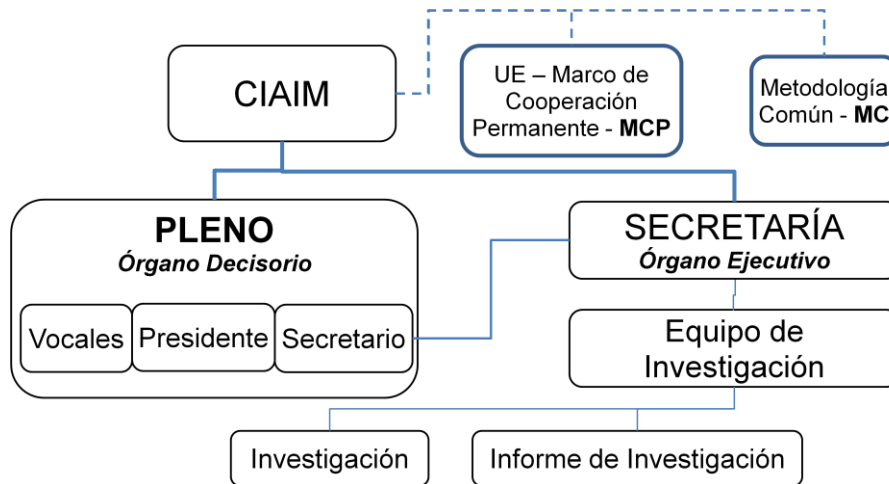 CIAIM
UE – Marco de
Cooperación
Permanente - MCP
Metodología
Común - MC
PLENO
Órgano Decisorio
Vocales
Presidente
Secretario
SECRETARÍA
Órgano Ejecutivo
Equipo de
Investigación
Investigación
Informe de Investigación